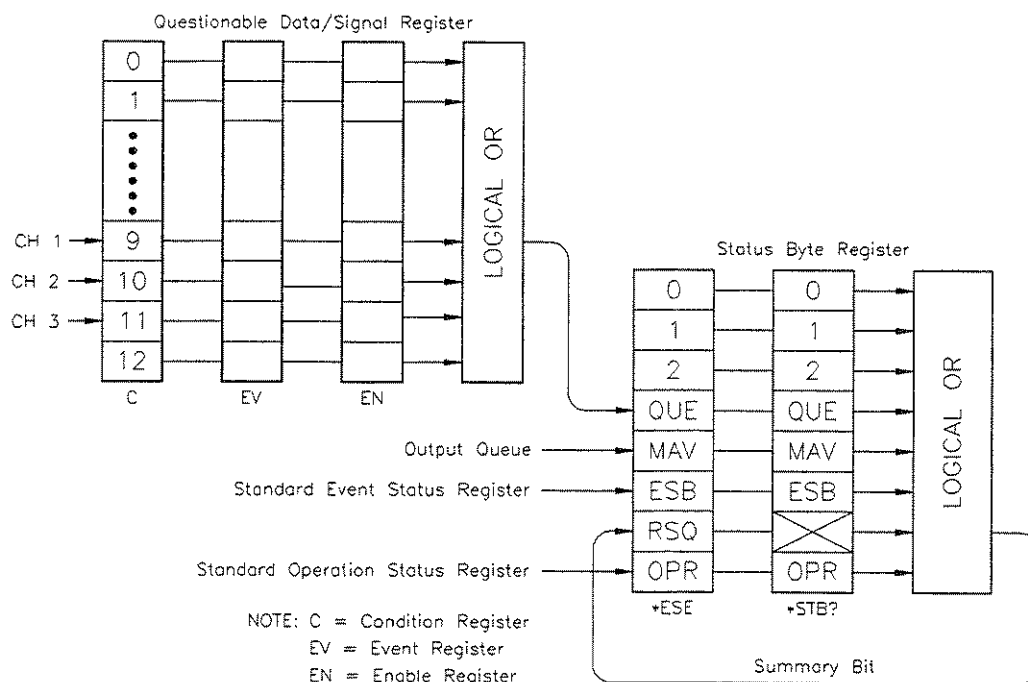 Questionable Data/Signal Register
0
1
CH 1
9
CH 2
10
CH 3
11
12
C
EV
EN
LOGICAL OR
Status Byte Register
0
0
1
1
2
2
QUE
QUE
Output Queue
MAV
MAV
Standard Event Status Register
ESB
ESB
RSQ
Standard Operation Status Register
OPR
OPR
*ESE
*STB?
LOGICAL OR
NOTE: C = Condition Register
EV = Event Register
EN = Enable Register
Summary Bit